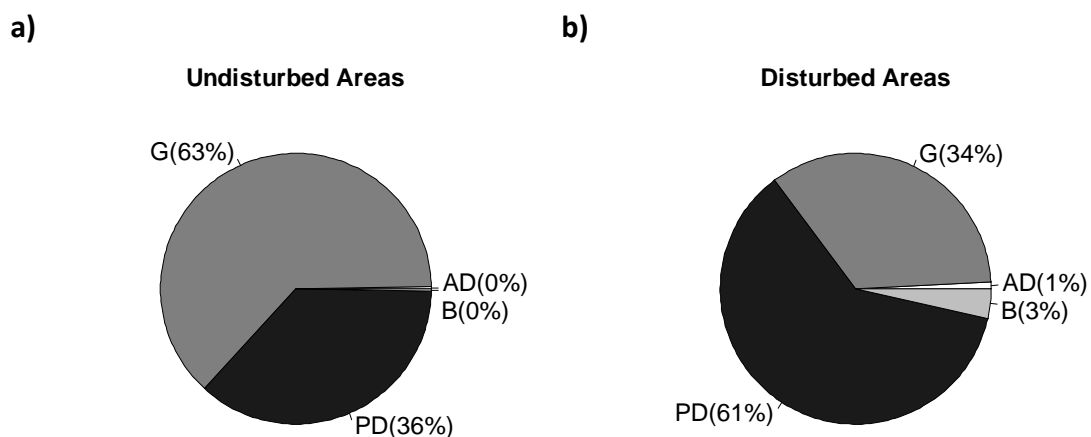 a)
Undisturbed Areas
G(63%)
AD(0%)
B(0%)
PD(36%)
b)
Disturbed Areas
G(34%)
AD(1%)
B(3%)
PD(61%)